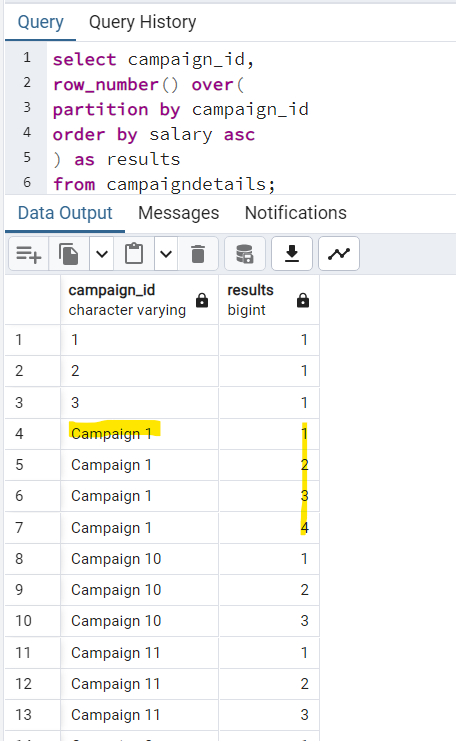 Query Query History
1 select campaign_id,
2 row_number() over(
3 partition by campaign_id
4 order by salary asc
5 ) as results
6 from campaigndetails;
Data Output Messages Notifications
campaign_id results
character varying bigint
1 1 1
2 2 1
3 3 1
4 Campaign 1 1
5 Campaign 1 2
6 Campaign 1 3
7 Campaign 1 4
8 Campaign 10 1
9 Campaign 10 2
10 Campaign 10 3
11 Campaign 11 1
12 Campaign 11 2
13 Campaign 11 3